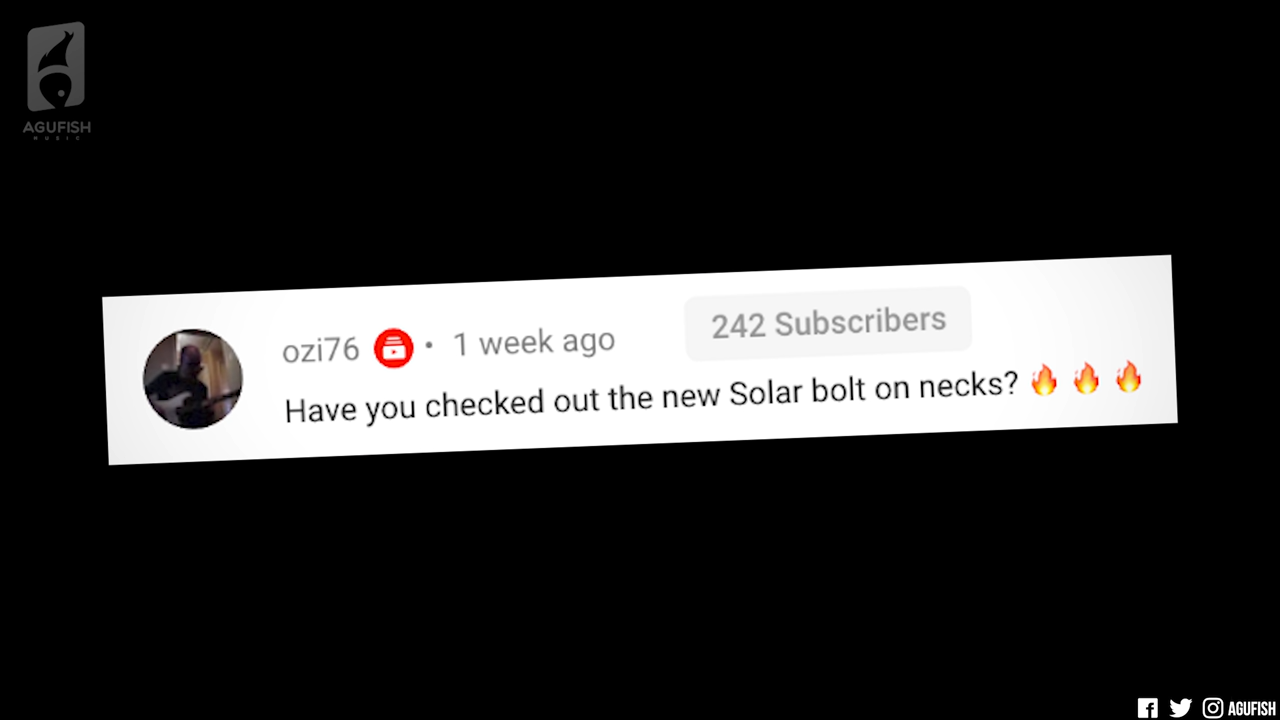 AGUFISH
MUSIC
ozi76 • 1 week ago
242 Subscribers
Have you checked out the new Solar bolt on necks? 🔥 🔥 🔥
AGUFISH